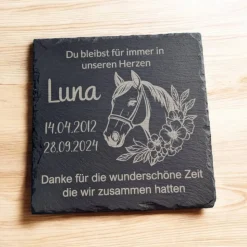 Du bleibst für immer in
unseren Herzen
Luna
14.04.2012
28.09.2024
Danke für die wunderschöne Zeit
die wir zusammen hatten